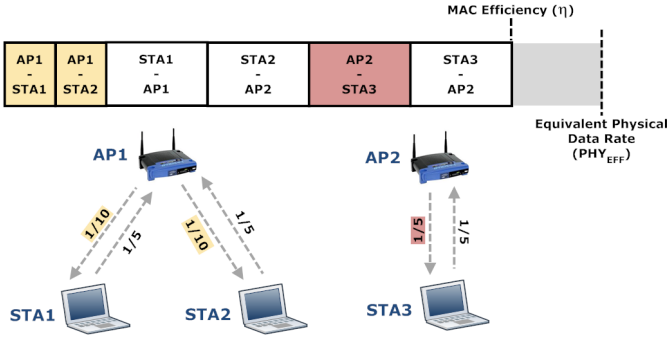 MAC Efficiency (η)
AP1 - STA1
AP1 - STA2
STA1 - AP1
STA2 - AP2
AP2 - STA3
STA3 - AP2
Equivalent Physical
Data Rate
(PHY_EFF)
AP1
AP2
1/10
1/5
1/10
1/5
1/5
1/5
STA1
STA2
STA3